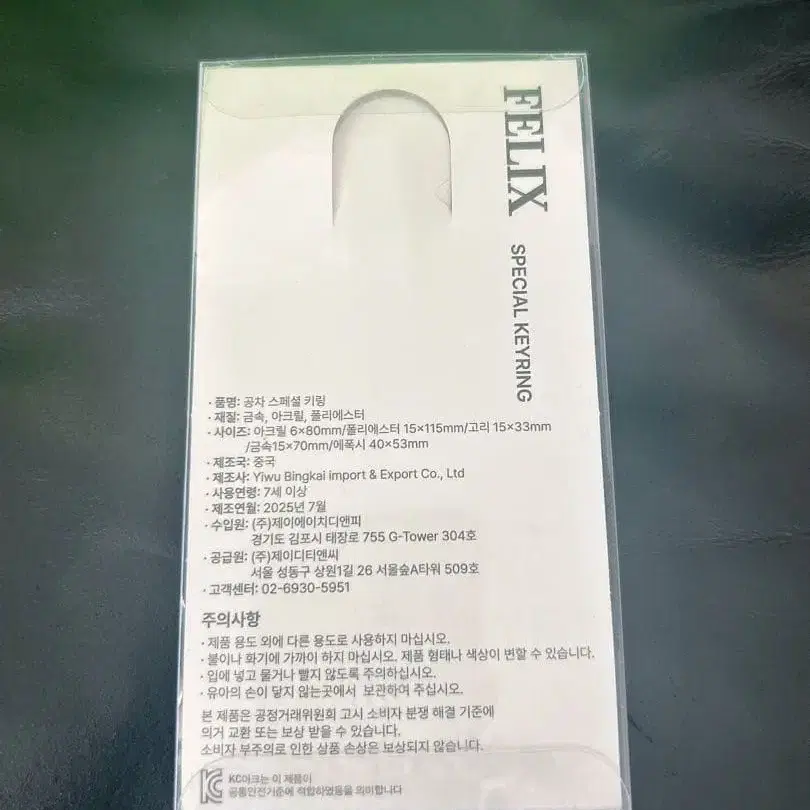 FELIX
SPECIAL KEYRING
· 품명: 공차 스페셜 키링
· 재질: 금속, 아크릴, 폴리에스터
· 사이즈: 아크릴 6×80mm/폴리에스터 15×115mm/고리 15×33mm
/금속15×70mm/에폭시 40×53mm
· 제조국: 중국
· 제조사: Yiwu Bingkai import & Export Co., Ltd
· 사용연령: 7세 이상
· 제조연월: 2025년 7월
· 수입원: (주)제이에이치디앤피
경기도 김포시 태장로 755 G-Tower 304호
· 공급원: (주)제이디티앤씨
서울 성동구 상원1길 26 서울숲A타워 509호
· 고객센터: 02-6930-5951
주의사항
· 제품 용도 외에 다른 용도로 사용하지 마십시오.
· 불이나 화기에 가까이 하지 마십시오. 제품 형태나 색상이 변할 수 있습니다.
· 입에 넣고 물거나 빨지 않도록 주의하십시오.
· 유아의 손이 닿지 않는곳에서 보관하여 주십시오.
본 제품은 공정거래위원회 고시 소비자 분쟁 해결 기준에
의거 교환 또는 보상 받을 수 있습니다.
소비자 부주의로 인한 상품 손상은 보상되지 않습니다.
KC마크는 이 제품이
공통안전기준에 적합하였음을 의미합니다